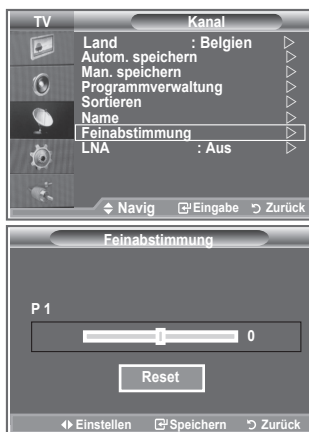 TV Kanal
Land : Belgien
Autom. speichern
Man. speichern
Programmverwaltung
Sortieren
Name
Feinabstimmung
LNA : Aus
Navig Eingabe Zurück
Feinabstimmung
P 1
0
Reset
Einstellen Speichern Zurück